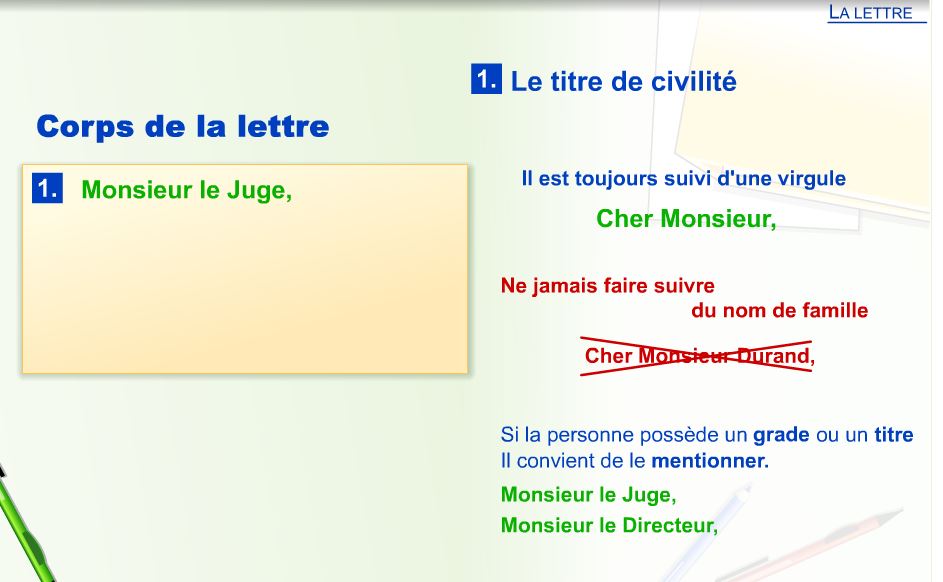 LA LETTRE
Corps de la lettre
1. Monsieur le Juge,
1. Le titre de civilité
Il est toujours suivi d'une virgule
Cher Monsieur,
Ne jamais faire suivre
du nom de famille
Cher Monsieur Durand,
Si la personne possède un grade ou un titre
Il convient de le mentionner.
Monsieur le Juge,
Monsieur le Directeur,